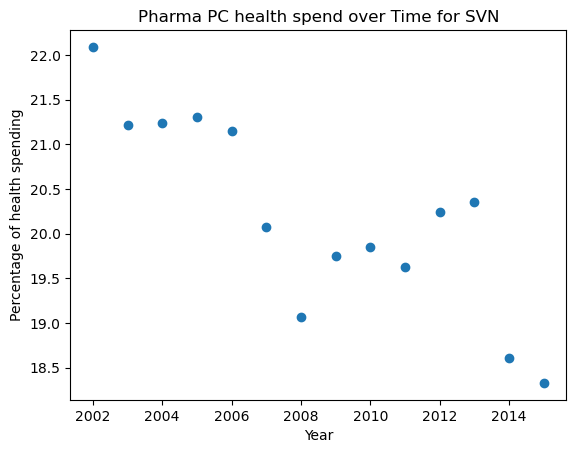 Pharma PC health spend over Time for SVN
Percentage of health spending
22.0
21.5
21.0
20.5
20.0
19.5
19.0
18.5
2002 2004 2006 2008 2010 2012 2014
Year